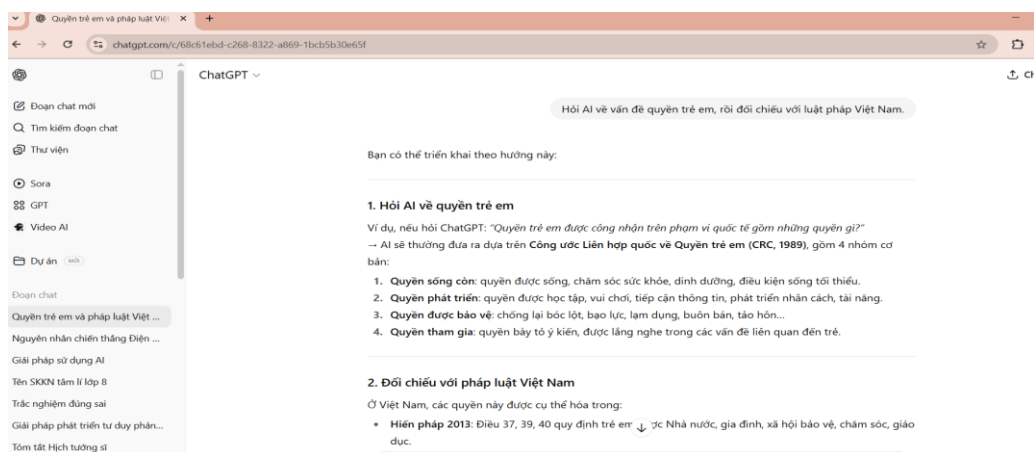 Quyền trẻ em và pháp luật Việt
chatgpt.com/c/68c61ebd-c268-8322-a869-1bcb5b30e65f
ChatGPT
Đoạn chat mới
Tìm kiếm đoạn chat
Thư viện
Sora
GPT
Video AI
Dự án mới
Đoạn chat
Quyền trẻ em và pháp luật Việt ...
Nguyên nhân chiến thắng Điện ...
Giải pháp sử dụng AI
Tên SKKN tâm lí lớp 8
Trắc nghiệm đúng sai
Giải pháp phát triển tư duy phản...
Tóm tắt Hịch tướng sĩ
Hỏi AI về vấn đề quyền trẻ em, rồi đối chiếu với luật pháp Việt Nam.
Bạn có thể triển khai theo hướng này:
1. Hỏi AI về quyền trẻ em
Ví dụ, nếu hỏi ChatGPT: "Quyền trẻ em được công nhận trên phạm vi quốc tế gồm những quyền gì?"
→ AI sẽ thường đưa ra dựa trên Công ước Liên hợp quốc về Quyền trẻ em (CRC, 1989), gồm 4 nhóm cơ
bản:
1. Quyền sống còn: quyền được sống, chăm sóc sức khỏe, dinh dưỡng, điều kiện sống tối thiểu.
2. Quyền phát triển: quyền được học tập, vui chơi, tiếp cận thông tin, phát triển nhân cách, tài năng.
3. Quyền được bảo vệ: chống lại bóc lột, bạo lực, lạm dụng, buôn bán, tảo hôn...
4. Quyền tham gia: quyền bày tỏ ý kiến, được lắng nghe trong các vấn đề liên quan đến trẻ.
2. Đối chiếu với pháp luật Việt Nam
Ở Việt Nam, các quyền này được cụ thể hóa trong:
• Hiến pháp 2013: Điều 37, 39, 40 quy định trẻ em Nhà nước, gia đình, xã hội bảo vệ, chăm sóc, giáo
dục.